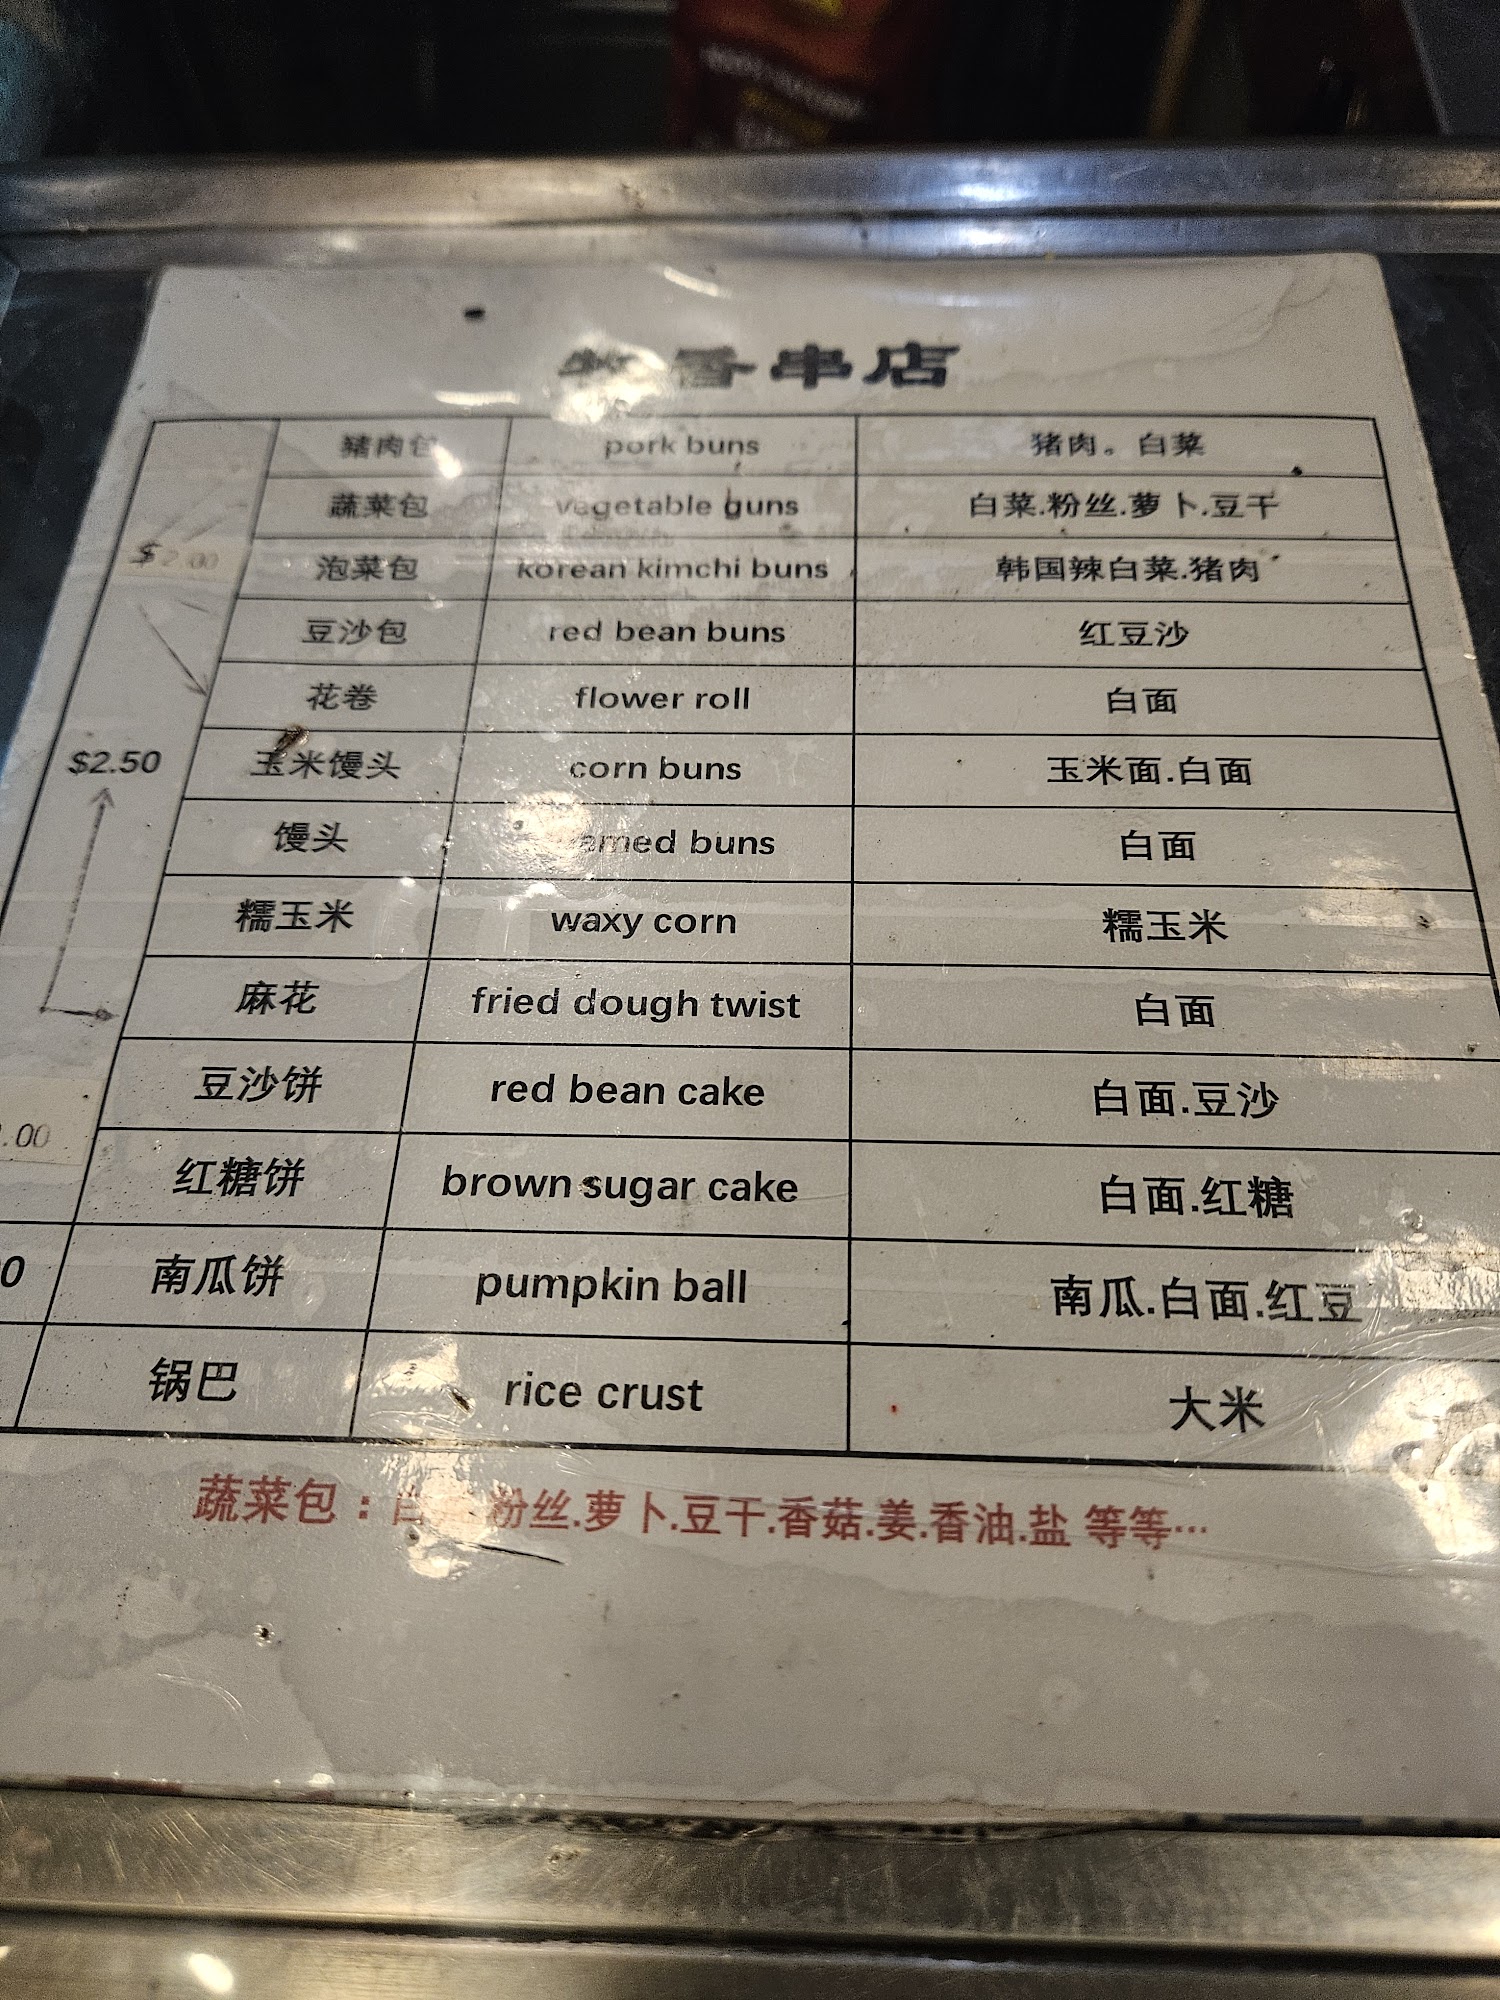 香串店
猪肉包 pork buns 猪肉。白菜
蔬菜包 vegetable guns 白菜.粉丝.萝卜.豆干
$2.00
泡菜包 korean kimchi buns 韩国辣白菜.猪肉
豆沙包 red bean buns 红豆沙
花卷 flower roll 白面
$2.50
玉米馒头 corn buns 玉米面.白面
馒头 buns 白面
糯玉米 waxy corn 糯玉米
麻花 fried dough twist 白面
豆沙饼 red bean cake 白面.豆沙
.00
红糖饼 brown sugar cake 白面.红糖
0 南瓜饼 pumpkin ball 南瓜.白面.红豆
锅巴 rice crust 大米
蔬菜包：粉丝.萝卜.豆干.香菇.姜.香油.盐 等等…